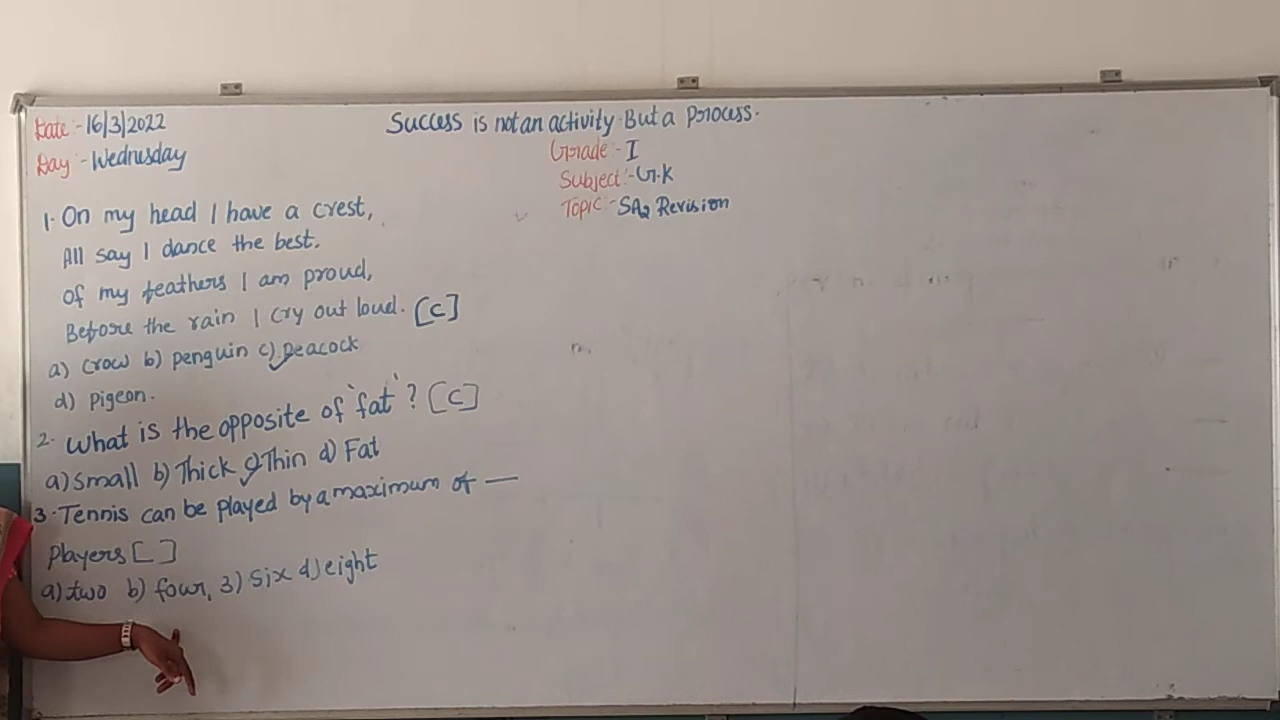 Date:- 16/3/2022
Success is not an activity But a process.
Day:- Wednesday
Grade:- I
Subject:- G.K
Topic:- SA2 Revision
1. On my head I have a crest,
All say I dance the best.
Of my feathers I am proud,
Before the rain I cry out loud. [C]
a) Crow b) penguin c) peacock
d) pigeon.
2. What is the opposite of 'fat'? [C]
a) Small b) Thick c) Thin d) Fat
3. Tennis can be played by a maximum of —
players [ ]
a) two b) four, 3) Six d) eight